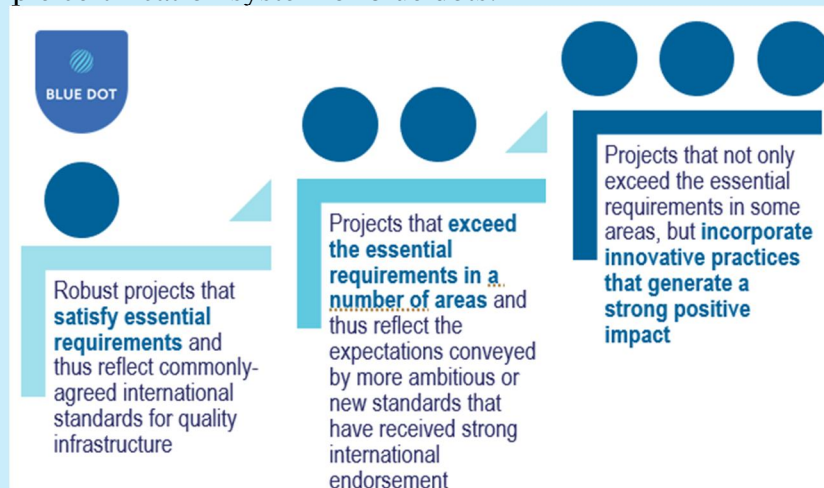 BLUE DOT
Robust projects that
satisfy essential
requirements and
thus reflect commonly-
agreed international
standards for quality
infrastructure
Projects that exceed
the essential
requirements in a
number of areas and
thus reflect the
expectations conveyed
by more ambitious or
new standards that
have received strong
international
endorsement
Projects that not only
exceed the essential
requirements in some
areas, but incorporate
innovative practices
that generate a
strong positive
impact